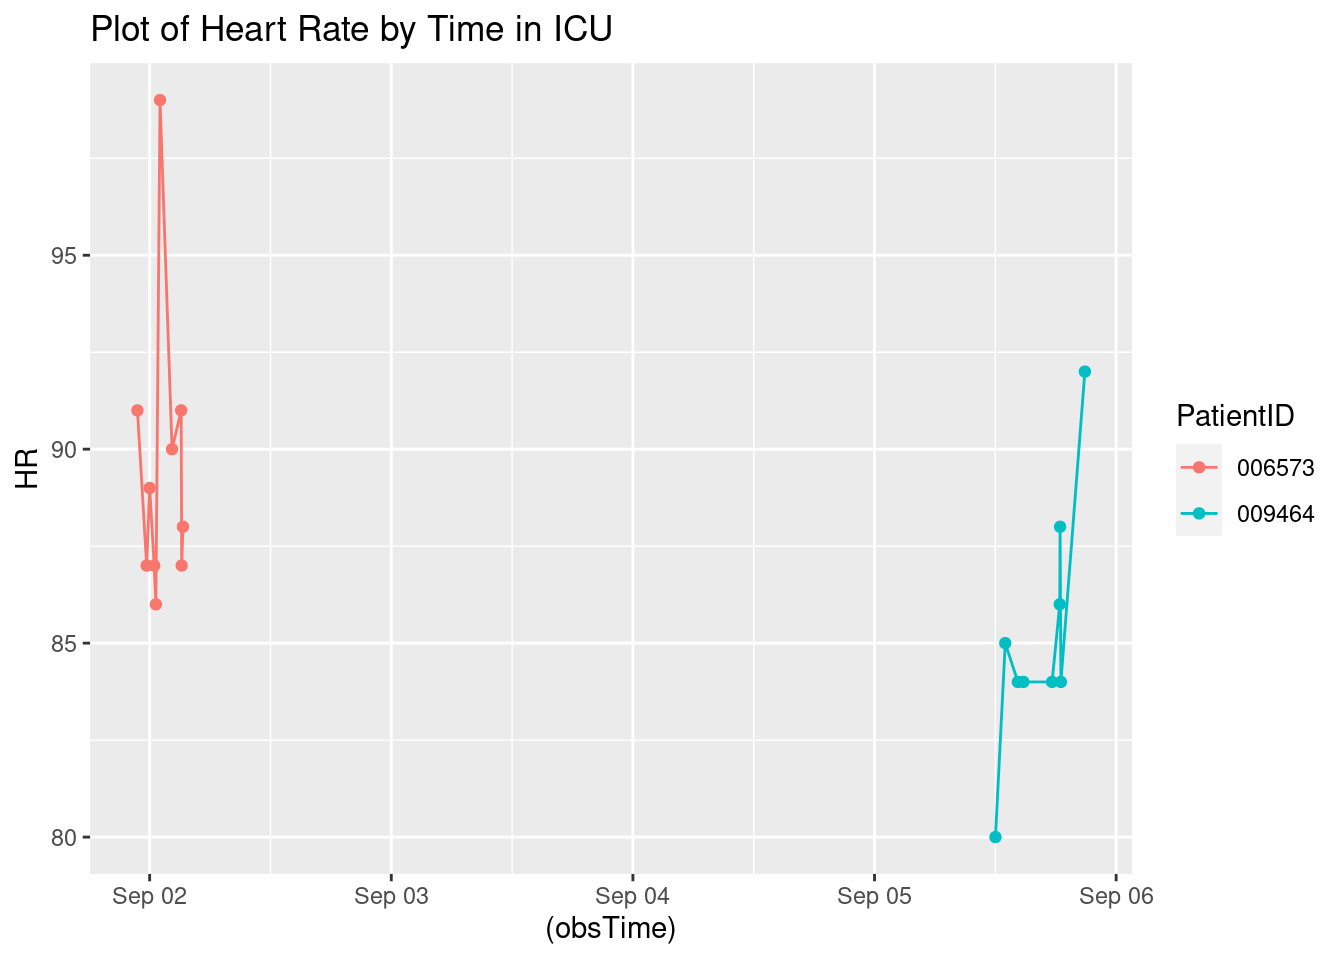 Plot of Heart Rate by Time in ICU
95
90
85
80
HR
Sep 02 Sep 03 Sep 04 Sep 05 Sep 06
(obsTime)
PatientID
006573
009464